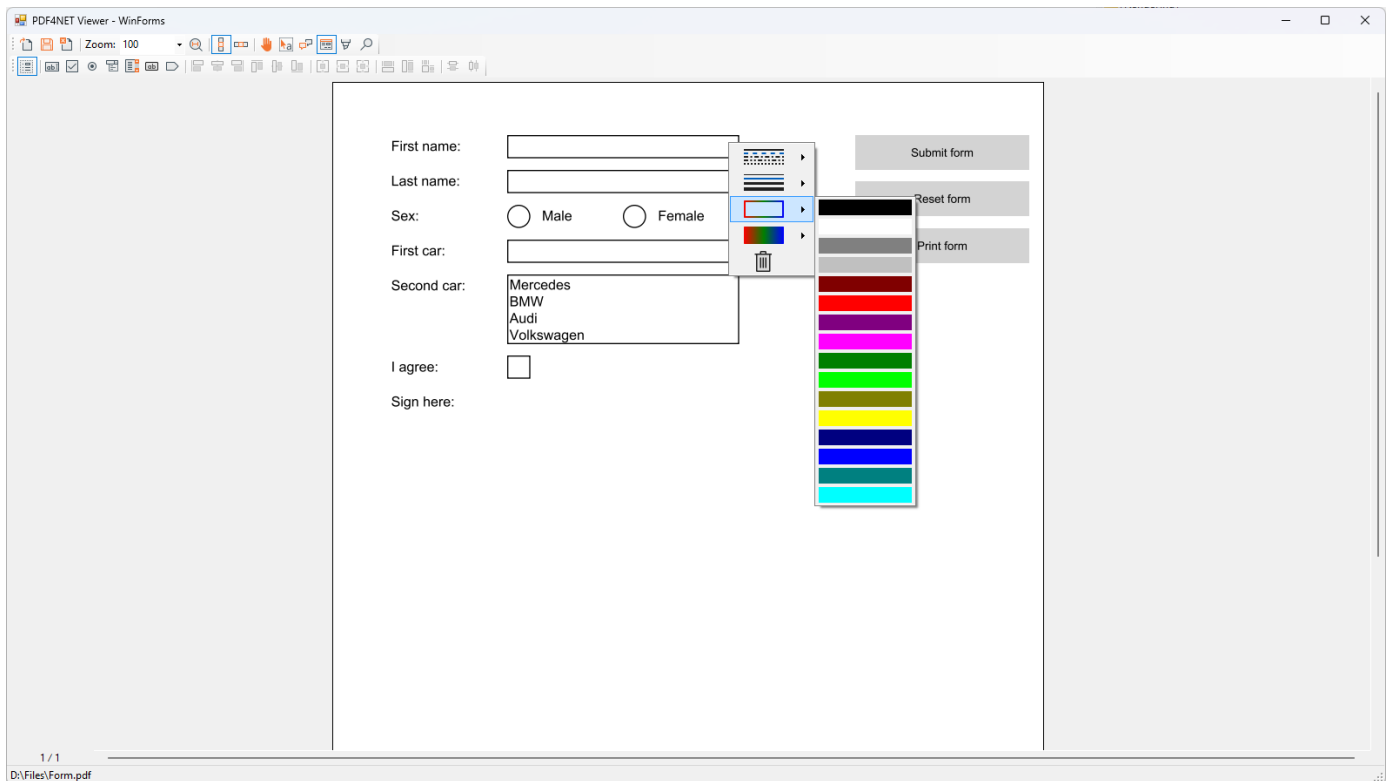 PDF4NET Viewer - WinForms
Zoom: 100
First name:
Submit form
Last name:
Reset form
Sex:
Male
Female
Print form
First car:
Second car:
Mercedes
BMW
Audi
Volkswagen
I agree:
Sign here:
1 / 1
D:\Files\Form.pdf